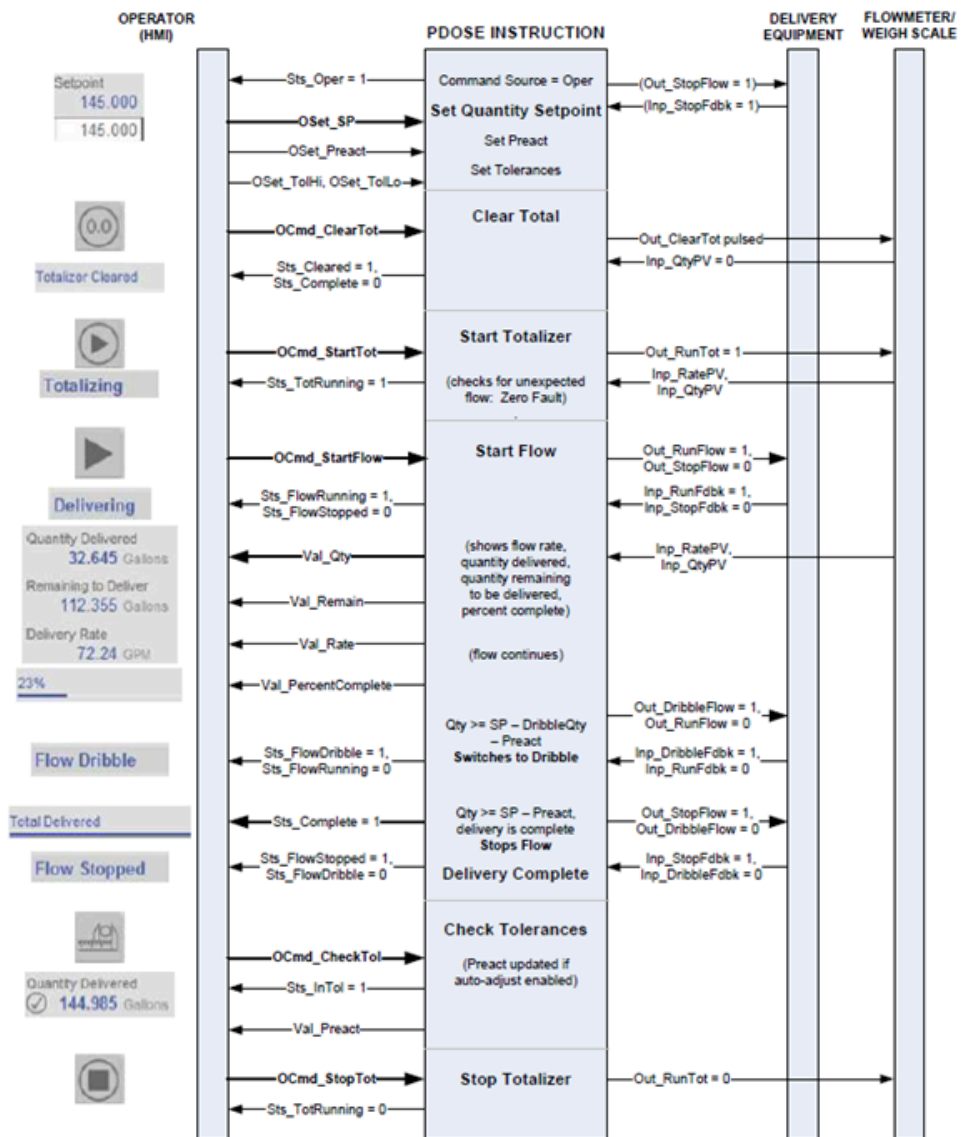 OPERATOR
(HMI)
PDOSE INSTRUCTION
DELIVERY
EQUIPMENT
FLOWMETER/
WEIGH SCALE
Setpoint
145.000
145.000
Sts_Oper = 1
Command Source = Oper
(Out_StopFlow = 1)
(Inp_StopFdbk = 1)
OSet_SP
Set Quantity Setpoint
OSet_Preact
Set Preact
OSet_TolHi, OSet_TolLo
Set Tolerances
0.0
Clear Total
OCmd_ClearTot
Out_ClearTot pulsed
Totalizer Cleared
Sts_Cleared = 1,
Sts_Complete = 0
Inp_QtyPV = 0
Start Totalizer
OCmd_StartTot
Out_RunTot = 1
Totalizing
Sts_TotRunning = 1
(checks for unexpected
flow: Zero Fault)
Inp_RatePV,
Inp_QtyPV
Start Flow
OCmd_StartFlow
Out_RunFlow = 1,
Out_StopFlow = 0
Delivering
Sts_FlowRunning = 1,
Sts_FlowStopped = 0
Inp_RunFdbk = 1,
Inp_StopFdbk = 0
Quantity Delivered
32.645 Gallons
Remaining to Deliver
112.355 Gallons
Delivery Rate
72.24 GPM
23%
Val_Qty
Val_Remain
Val_Rate
Val_PercentComplete
(shows flow rate,
quantity delivered,
quantity remaining
to be delivered,
percent complete)
(flow continues)
Inp_RatePV,
Inp_QtyPV
Out_DribbleFlow = 1,
Out_RunFlow = 0
Qty >= SP – DribbleQty
– Preact
Switches to Dribble
Flow Dribble
Sts_FlowDribble = 1,
Sts_FlowRunning = 0
Inp_DribbleFdbk = 1,
Inp_RunFdbk = 0
Total Delivered
Sts_Complete = 1
Qty >= SP – Preact,
delivery is complete
Stops Flow
Out_StopFlow = 1,
Out_DribbleFlow = 0
Flow Stopped
Sts_FlowStopped = 1,
Sts_FlowDribble = 0
Delivery Complete
Inp_StopFdbk = 1,
Inp_DribbleFdbk = 0
Check Tolerances
OCmd_CheckTol
(Preact updated if
auto-adjust enabled)
Quantity Delivered
144.985 Gallons
Sts_InTol = 1
Val_Preact
OCmd_StopTot
Stop Totalizer
Out_RunTot = 0
Sts_TotRunning = 0